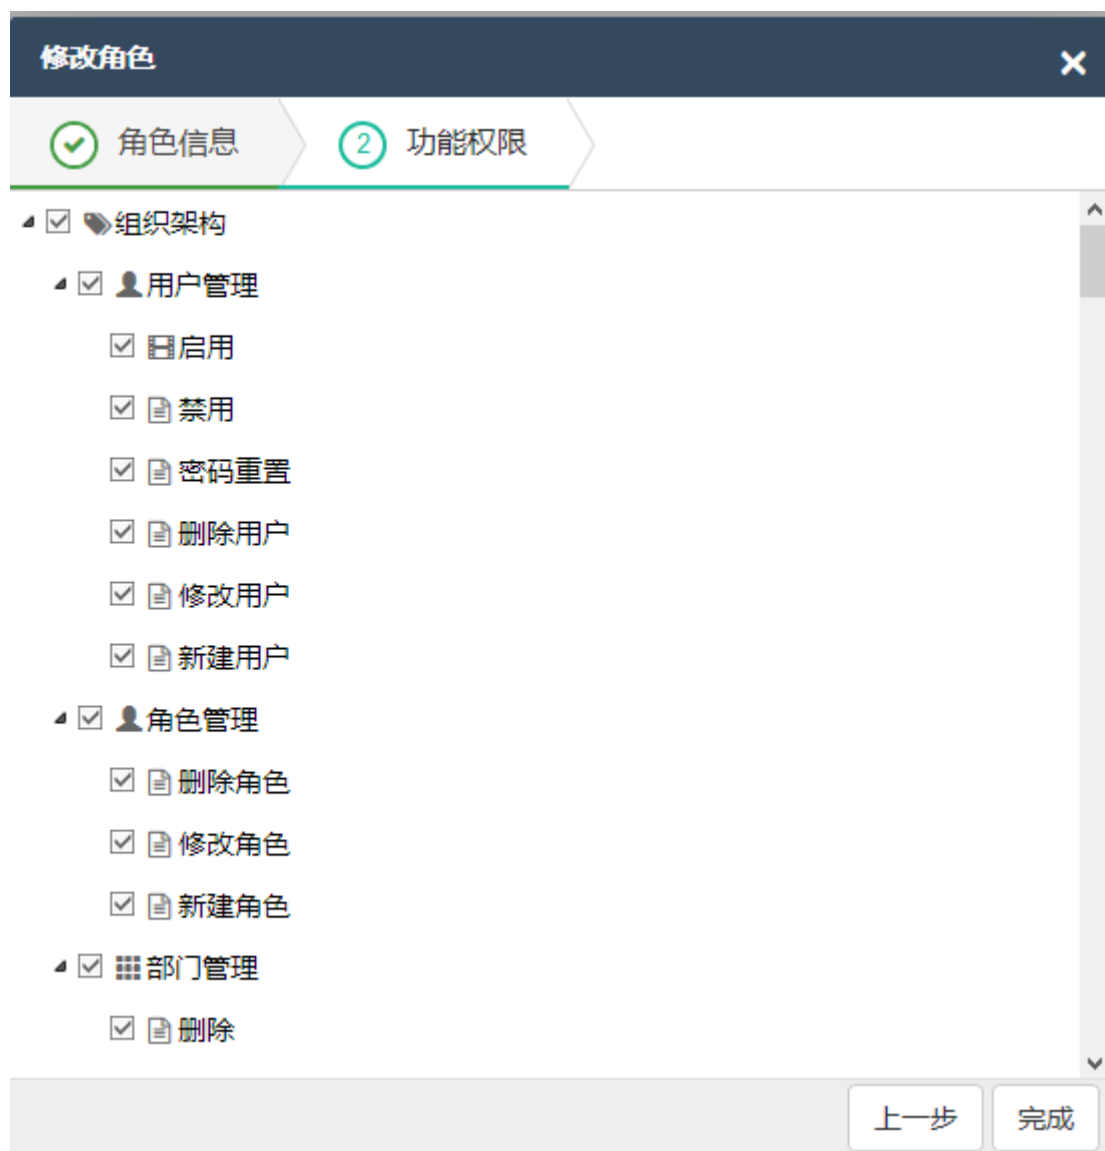 修改角色
角色信息
2 功能权限
组织架构
用户管理
启用
禁用
密码重置
删除用户
修改用户
新建用户
角色管理
删除角色
修改角色
新建角色
部门管理
删除
上一步 完成